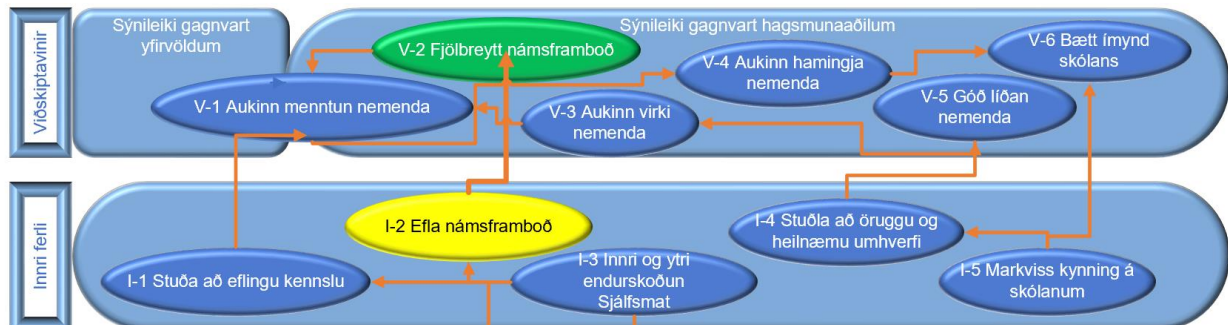 Viðskiptavinir
Sýnileiki gagnvart
yfirvöldum
Sýnileiki gagnvart hagsmunaaðilum
V-2 Fjölbreytt námsframboð
V-1 Aukinn menntun nemenda
V-3 Aukinn virki
nemenda
V-4 Aukinn hamingja
nemenda
V-5 Góð líðan
nemenda
V-6 Bætt ímynd
skólans
Innri ferli
I-2 Efla námsframboð
I-1 Stuða að eflingu kennslu
I-3 Innri og ytri
endurskoðun
Sjálfsmat
I-4 Stuðla að öruggu og
heilnæmu umhverfi
I-5 Markviss kynning á
skólanum